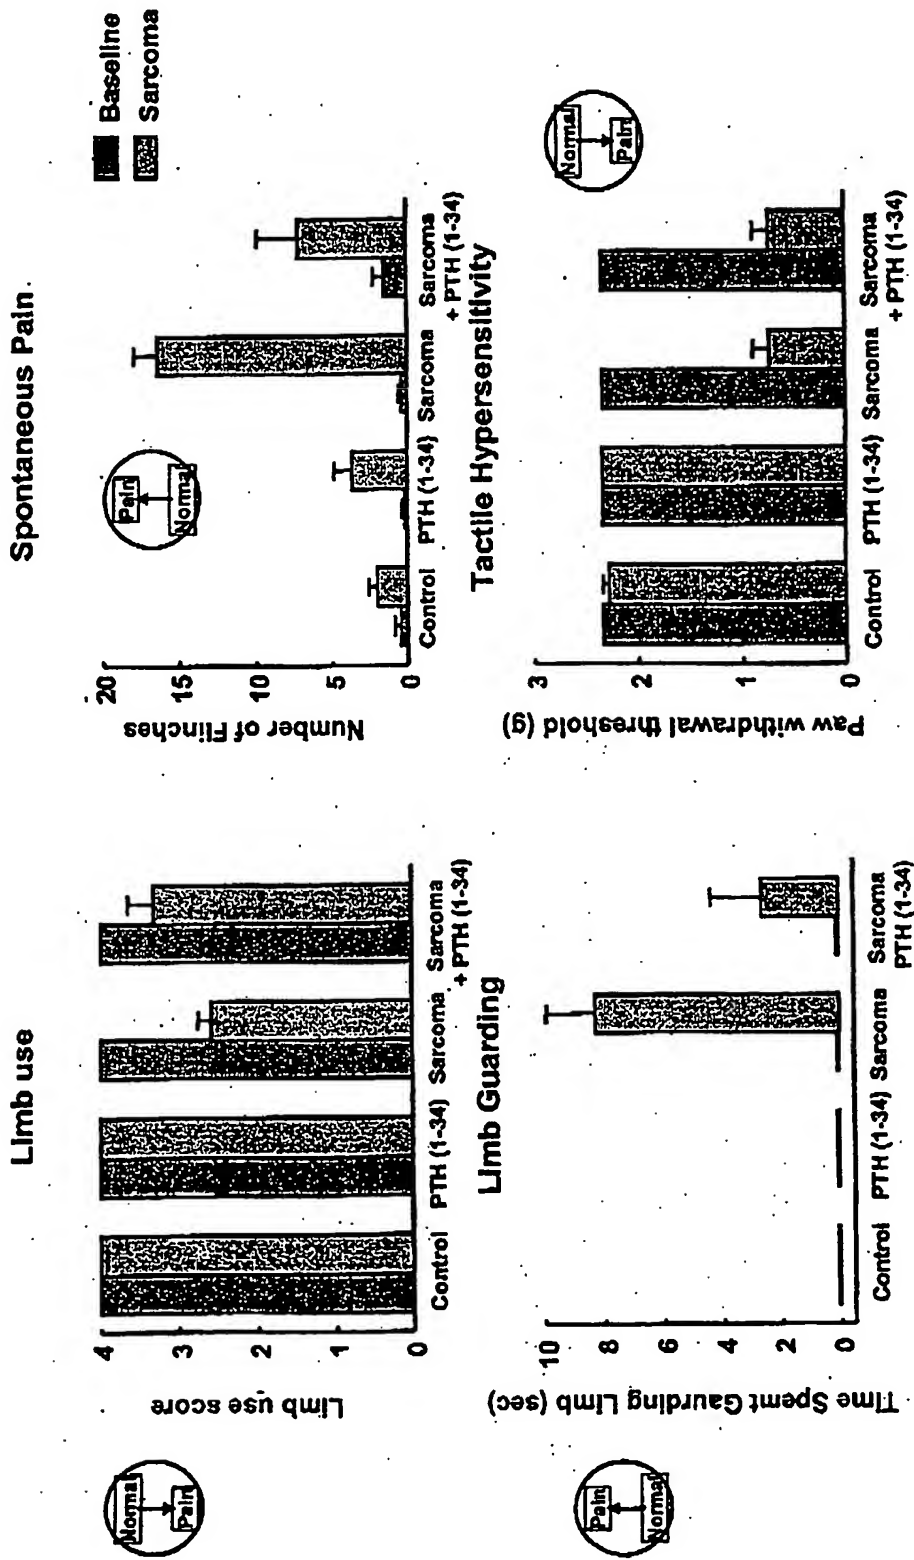 Limb use
Normal
Pain
Limb use score
4
3
2
1
0
Control
PTH (1-34)
Sarcoma
Sarcoma
+ PTH (1-34)
Spontaneous Pain
Baseline
Sarcoma
Pain
Normal
Number of Flinches
20
15
10
5
0
Control
PTH (1-34)
Sarcoma
Sarcoma
+ PTH (1-34)
Limb Guarding
Pain
Normal
Time Spemt Gaurding Limb (sec)
10
8
6
4
2
0
Control
PTH (1-34)
Sarcoma
Sarcoma
PTH (1-34)
Tactile Hypersensitivity
Normal
Pain
Paw withdrawal threshold (g)
3
2
1
0
Control
PTH (1-34)
Sarcoma
Sarcoma
+ PTH (1-34)